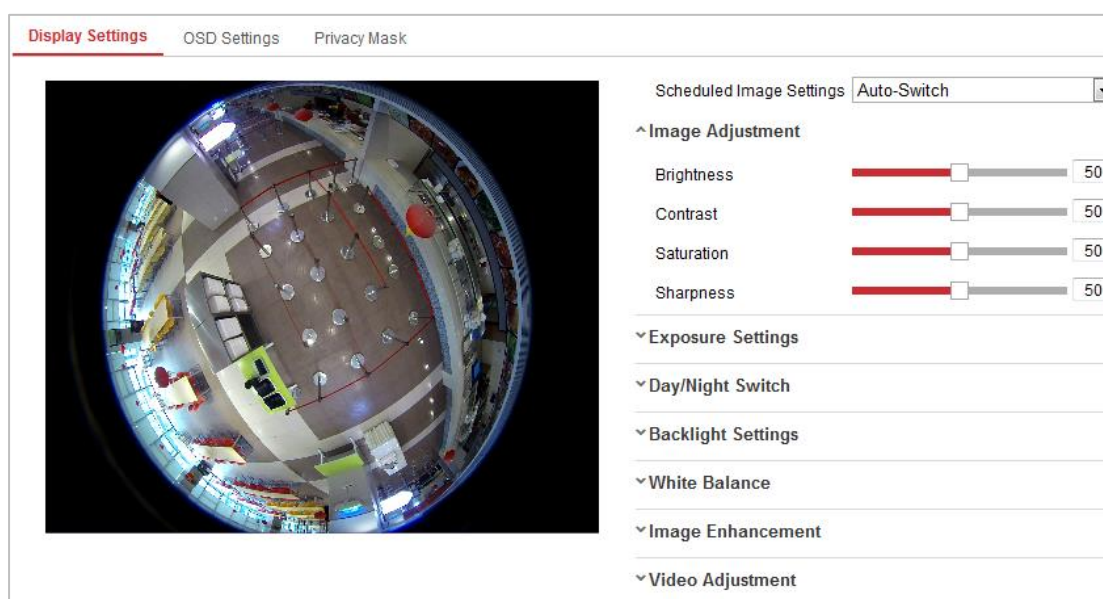 Display Settings OSD Settings Privacy Mask
Scheduled Image Settings Auto-Switch
Image Adjustment
Brightness 50
Contrast 50
Saturation 50
Sharpness 50
Exposure Settings
Day/Night Switch
Backlight Settings
White Balance
Image Enhancement
Video Adjustment